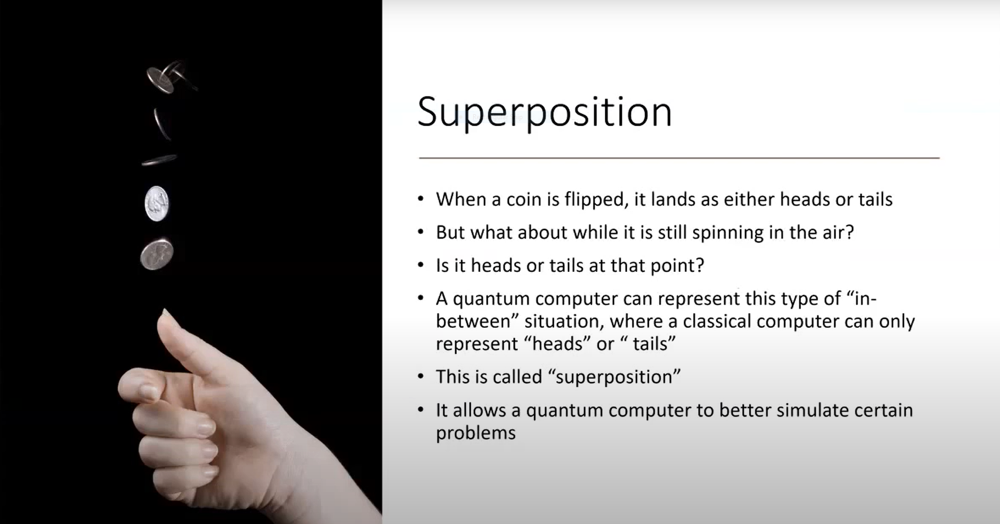 Superposition
• When a coin is flipped, it lands as either heads or tails
• But what about while it is still spinning in the air?
• Is it heads or tails at that point?
• A quantum computer can represent this type of “in-
between” situation, where a classical computer can only
represent “heads” or “ tails”
• This is called “superposition”
• It allows a quantum computer to better simulate certain
problems